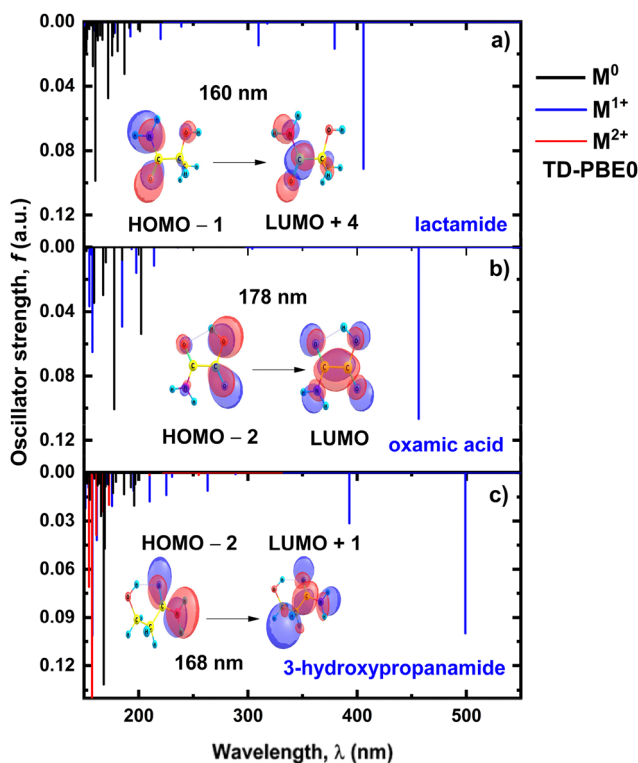 0.00
a)
M0
160 nm
0.04
M1+
M2+
0.08
TD-PBE0
0.12
HOMO – 1
LUMO + 4
lactamide
0.00
b)
178 nm
0.04
0.08
HOMO – 2
LUMO
0.12
oxamic acid
0.00
c)
HOMO – 2
LUMO + 1
0.03
0.06
0.09
168 nm
3-hydroxypropanamide
0.12
200
300
400
500
Wavelength, λ (nm)
Oscillator strength, f (a.u.)